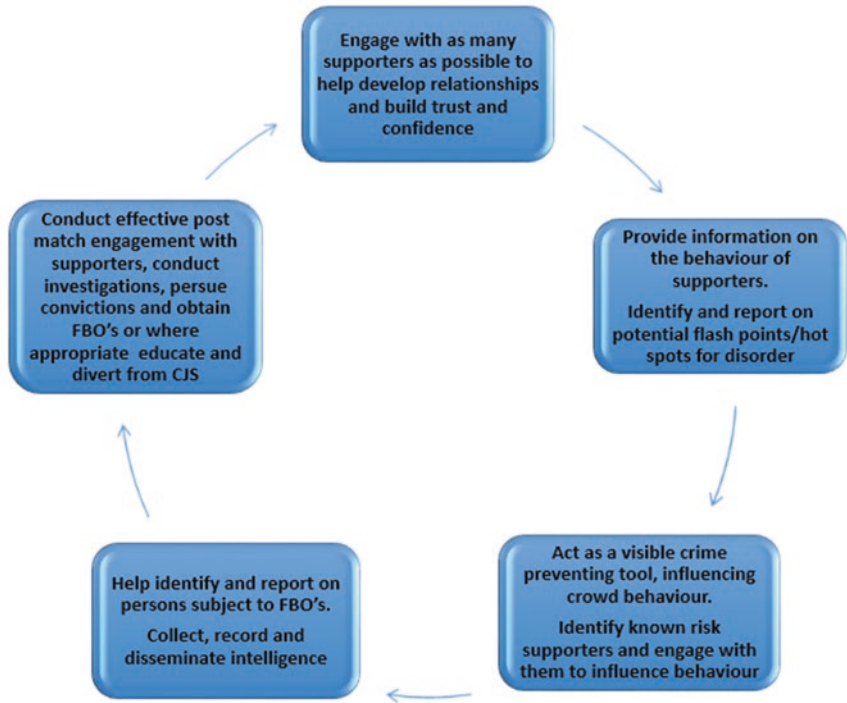 Engage with as many
supporters as possible to
help develop relationships
and build trust and
confidence
Provide information on
the behaviour of
supporters.
Identify and report on
potential flash points/hot
spots for disorder
Act as a visible crime
preventing tool, influencing
crowd behaviour.
Identify known risk
supporters and engage with
them to influence behaviour
Help identify and report on
persons subject to FBO's.
Collect, record and
disseminate intelligence
Conduct effective post
match engagement with
supporters, conduct
investigations, persue
convictions and obtain
FBO's or where
appropriate educate and
divert from CJS